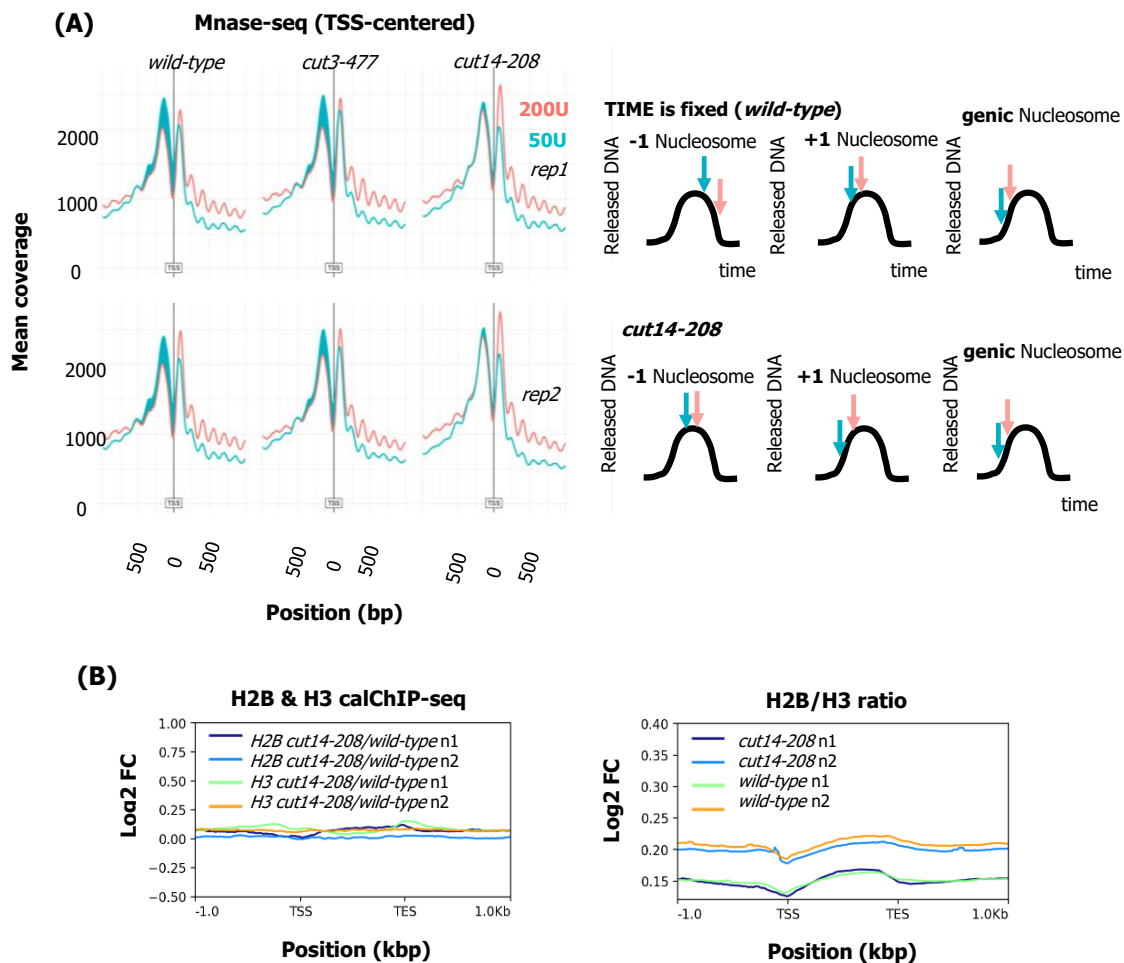 (A)
Mnase-seq (TSS-centered)
wild-type
cut3-477
cut14-208
Mean coverage
2000
1000
0
200U
50U
rep1
TSS
TSS
TSS
2000
1000
0
rep2
TSS
TSS
TSS
500
0
500
500
0
500
Position (bp)
TIME is fixed (wild-type)
-1 Nucleosome
+1 Nucleosome
genic Nucleosome
Released DNA
Released DNA
Released DNA
time
time
time
cut14-208
-1 Nucleosome
+1 Nucleosome
genic Nucleosome
Released DNA
Released DNA
Released DNA
time
(B)
H2B & H3 calChIP-seq
Log2 FC
1.00
0.75
0.50
0.25
0.00
−0.25
−0.50
H2B cut14-208/wild-type n1
H2B cut14-208/wild-type n2
H3 cut14-208/wild-type n1
H3 cut14-208/wild-type n2
-1.0
TSS
TES
1.0Kb
Position (kbp)
H2B/H3 ratio
Log2 FC
0.40
0.35
0.30
0.25
0.20
0.15
cut14-208 n1
cut14-208 n2
wild-type n1
wild-type n2
-1.0
TSS
TES
1.0Kb
Position (kbp)